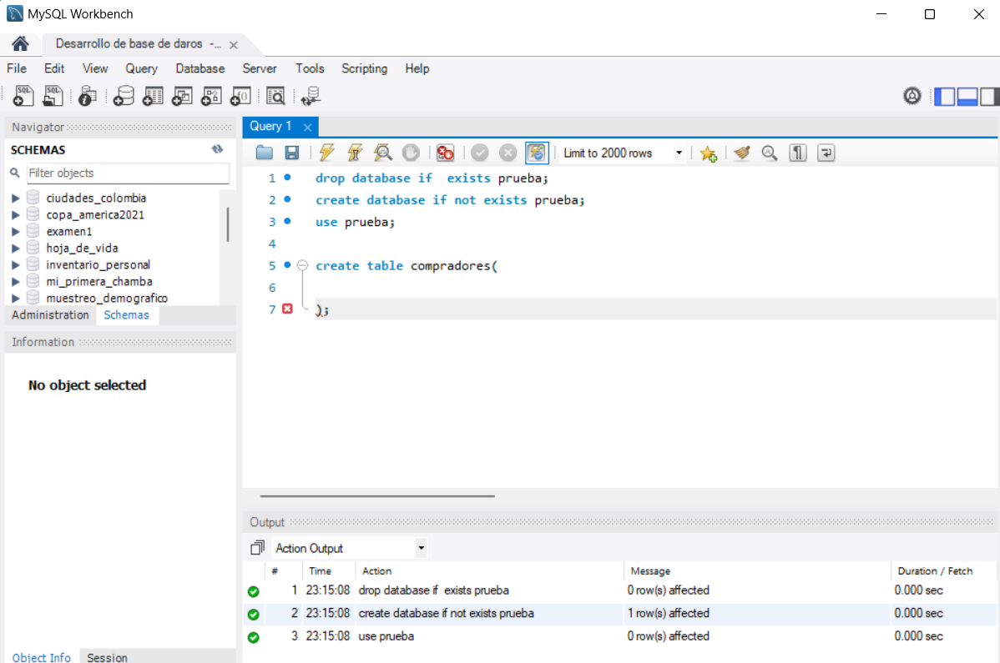 MySQL Workbench
Desarrollo de base de daros -...
File Edit View Query Database Server Tools Scripting Help
Navigator
SCHEMAS
Filter objects
ciudades_colombia
copa_america2021
examen1
hoja_de_vida
inventario_personal
mi_primera_chamba
muestreo_demografico
Administration Schemas
Information
No object selected
Object Info Session
Query 1
Limit to 2000 rows
1 drop database if  exists prueba;
2 create database if not exists prueba;
3 use prueba;
4
5 create table compradores(
6
7 );
Output
Action Output
# Time Action Message Duration / Fetch
1 23:15:08 drop database if  exists prueba 0 row(s) affected 0.000 sec
2 23:15:08 create database if not exists prueba 1 row(s) affected 0.000 sec
3 23:15:08 use prueba 0 row(s) affected 0.000 sec